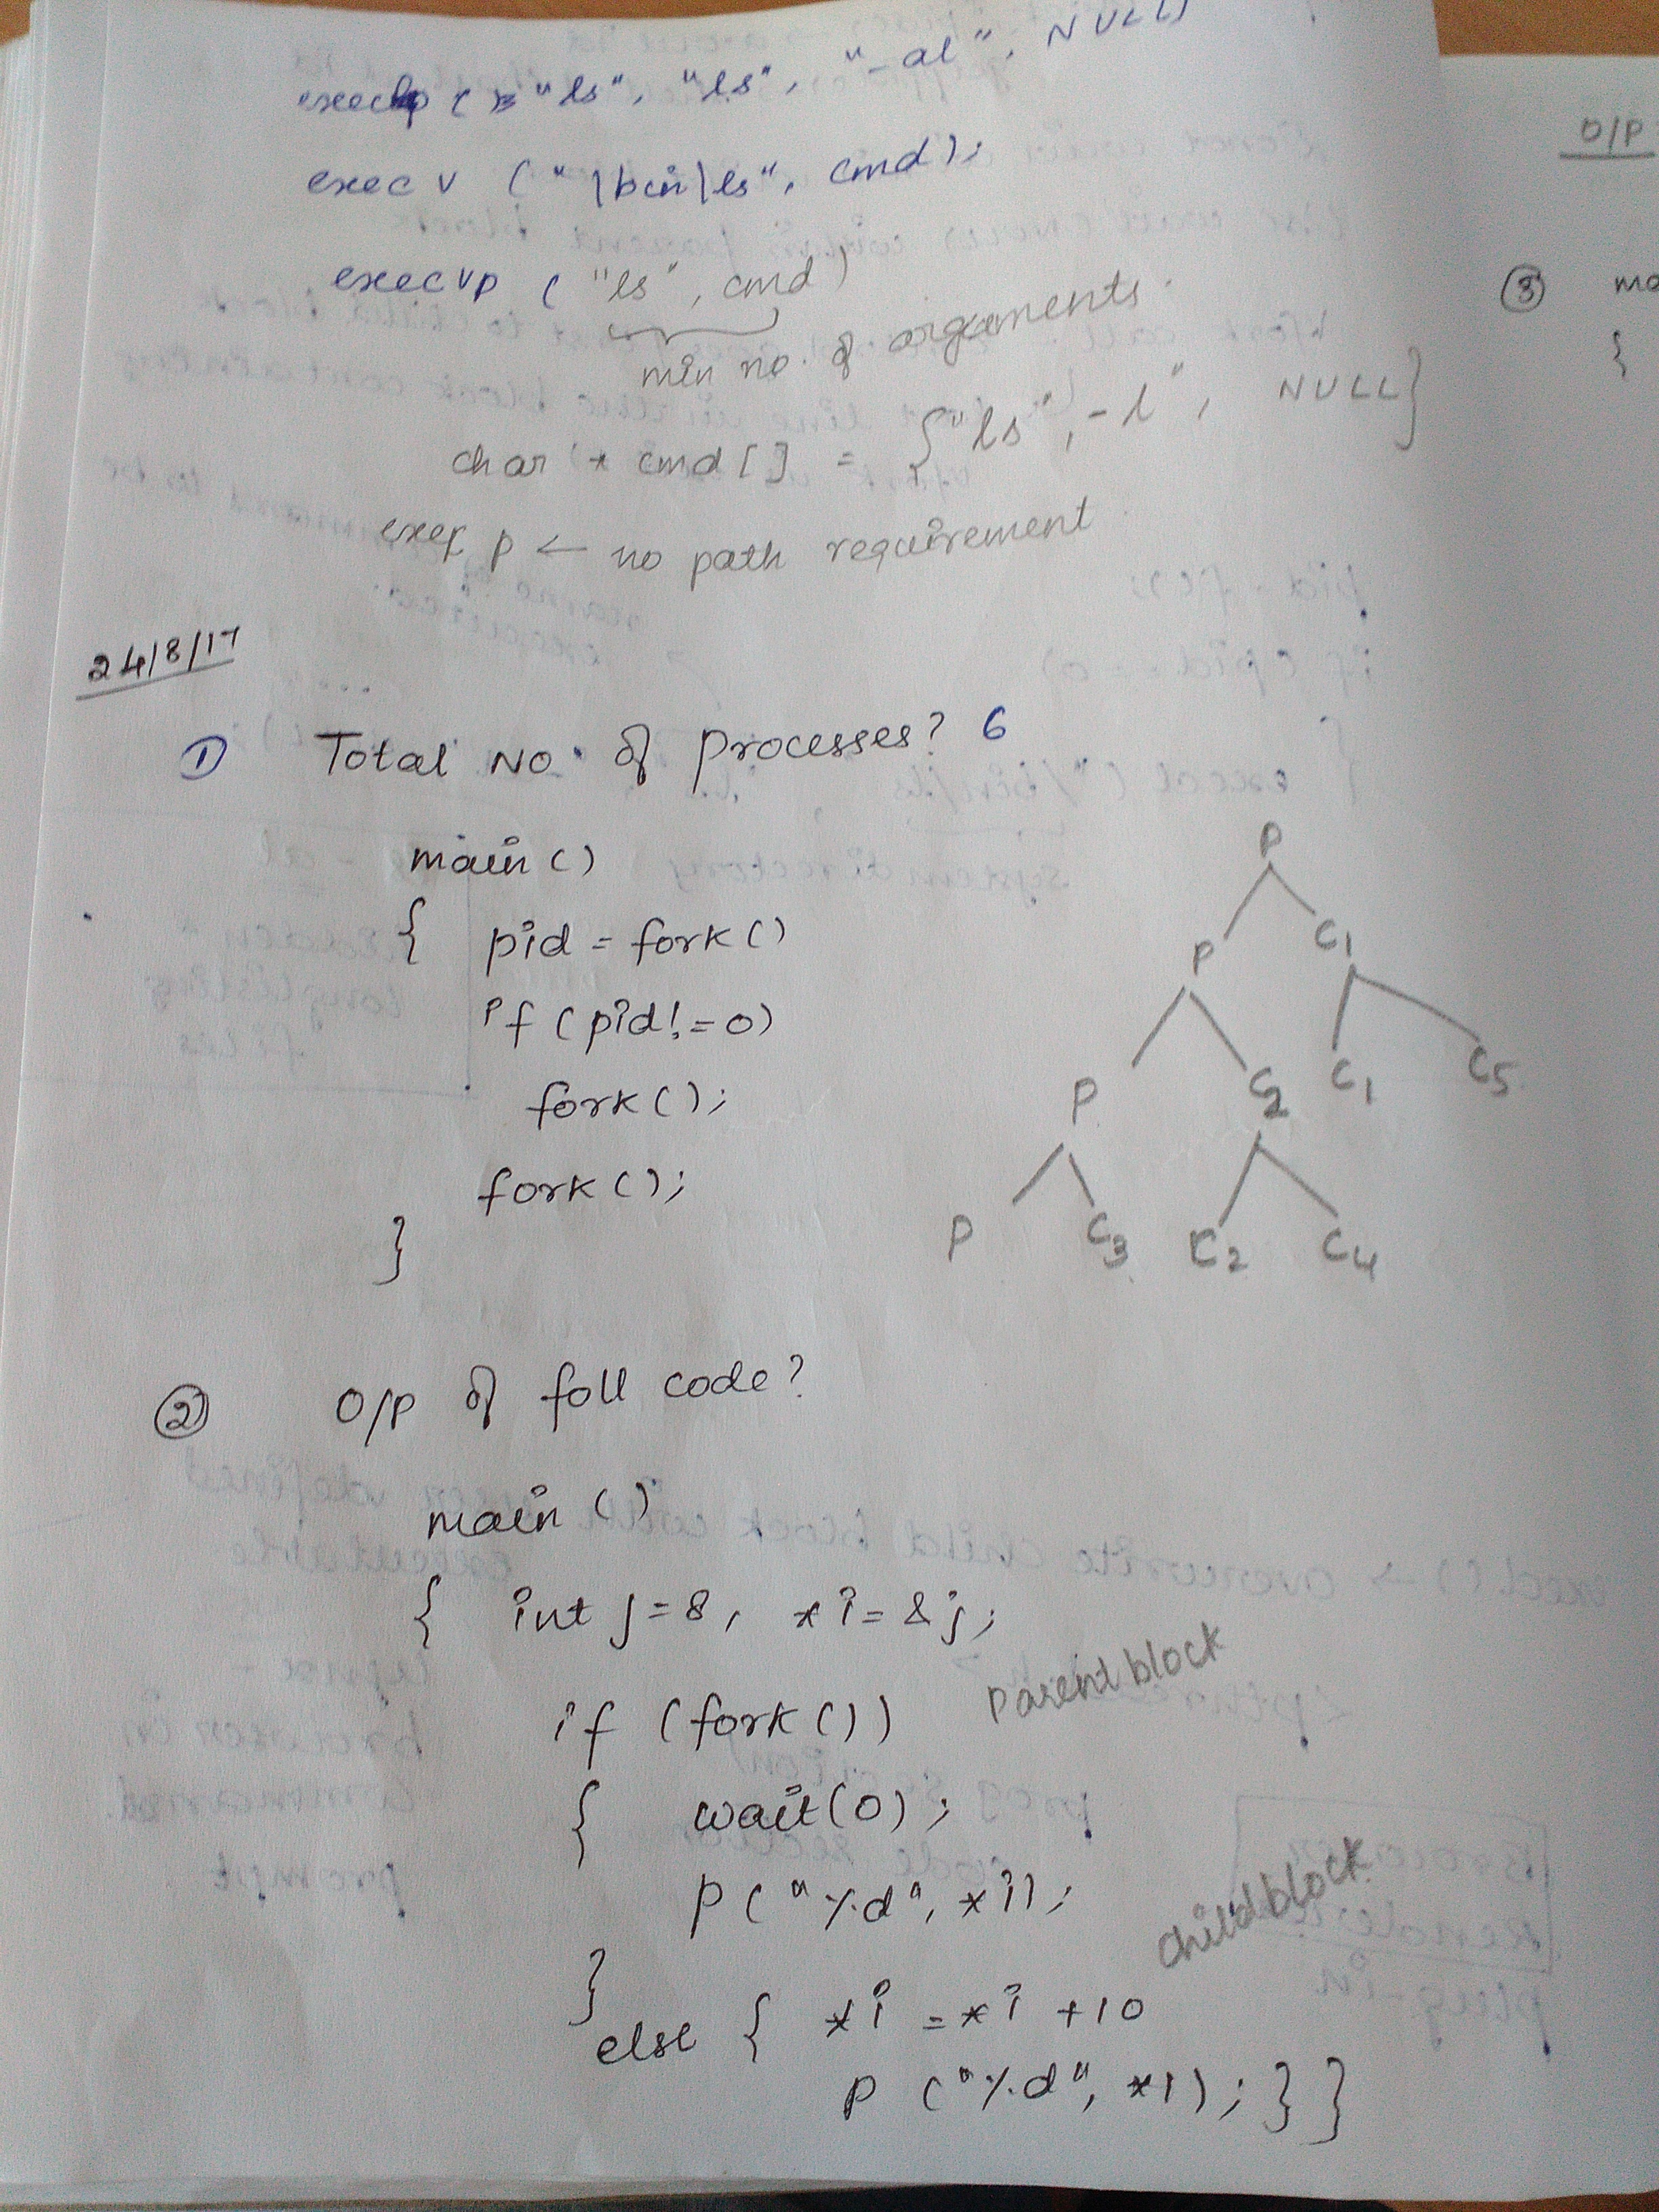 execlp ( "ls", "ls", "-al", NULL)
execv ("\bin\ls", cmd);
execvp ( "ls", cmd)
min no. of arguments.
char * cmd[] = {"ls", -l", NULL}
p ← no path requirement
24/8/17
1) Total No. of processes? 6
main()
{ pid = fork()
if (pid!=0)
fork();
fork();
}
P
P C1
P C2 C1 C5
P C3 C2 C4
2) O/P of foll code?
main ()
{ int j=8, *i=&j;
if (fork()) Parent block
{ wait(0);
P("%d", *i);
}
else { *i = *i +10 child block
P ("%d", *i); } }
O/P
3)
{